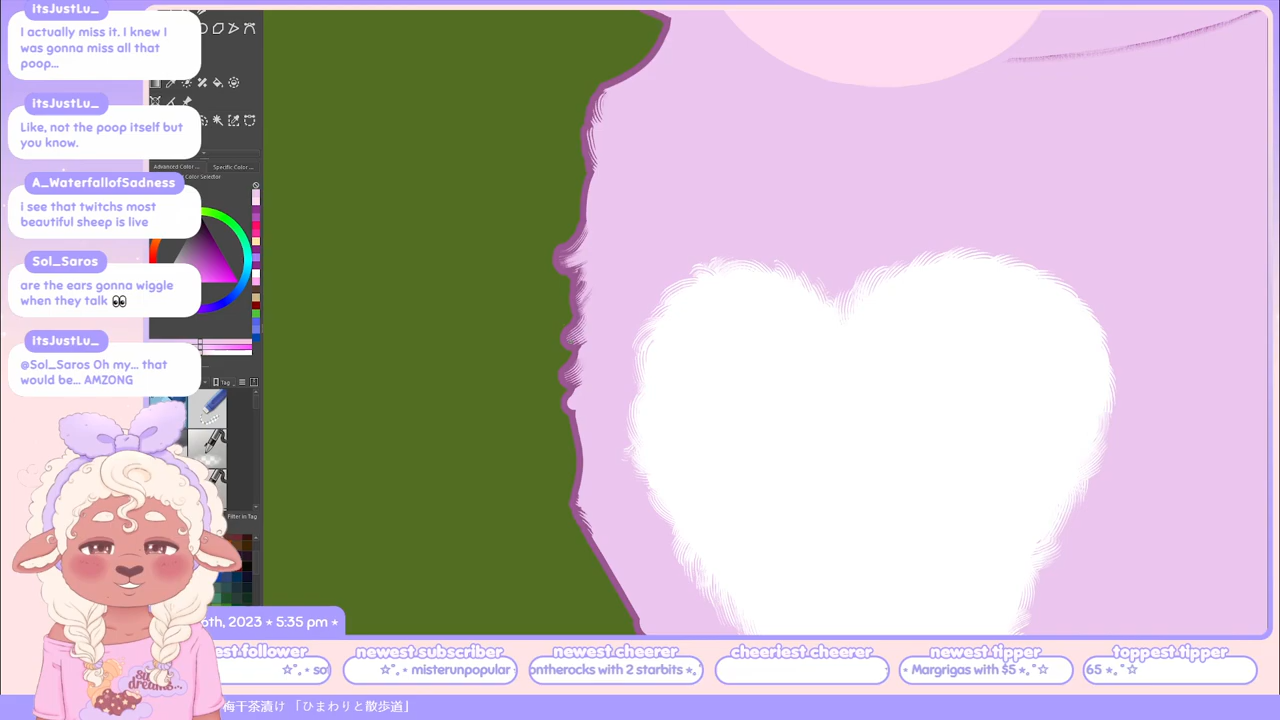 itsJustLu_
I actually miss it. I knew I
was gonna miss all that
poop...
itsJustLu_
Like, not the poop itself but
you know.
A_WaterfallofSadness
i see that twitchs most
beautiful sheep is live
Sol_Saros
are the ears gonna wiggle
when they talk 👀
itsJustLu_
@Sol_Saros Oh my... that
would be... AMZONG
Advanced Color ...
Specific Color ...
Color Selector
Tag
Filter in Tag
6th, 2023 ⋆ 5:35 pm ⋆
est follower
newest subscriber
misterunpopular
newest cheerer
ontherocks with 2 starbits
cheeriest cheerer
newest tipper
Margrigas with $5
toppest tipper
65
dreams...
梅干茶漬け 「ひまわりと散歩道」